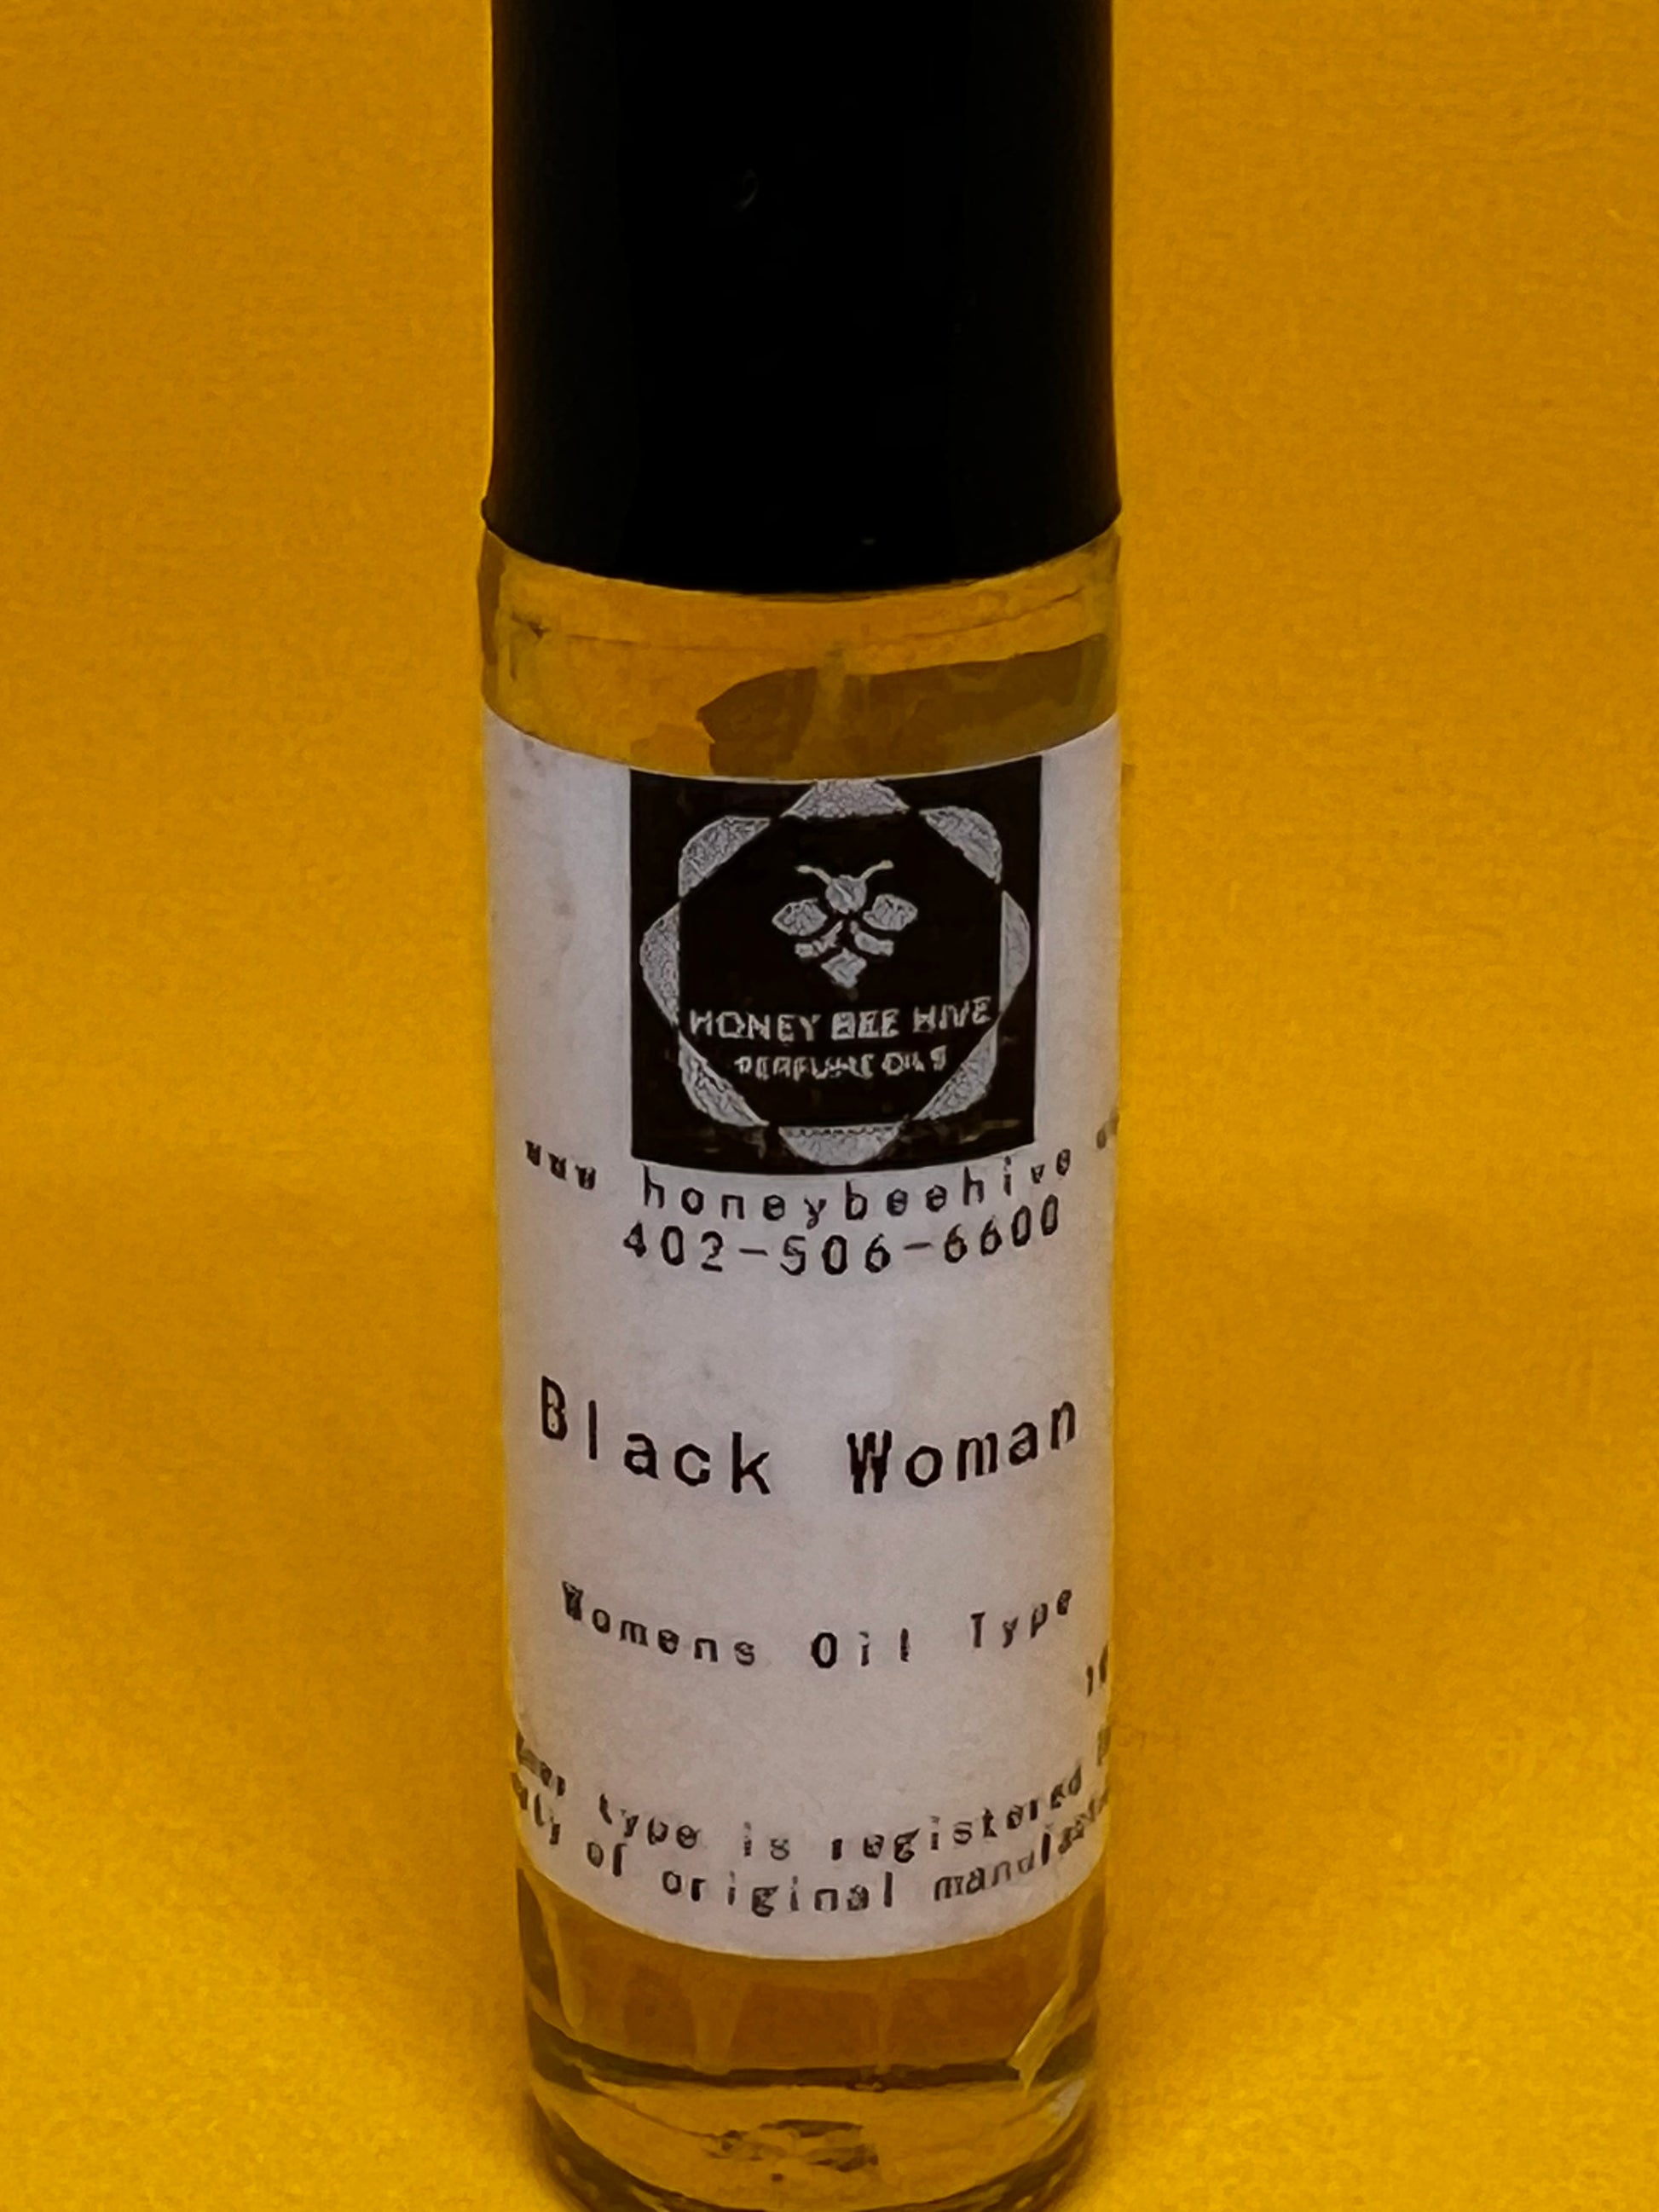 HONEY BEE HIVE
PERFUME OILS
www honeybeehive
402-506-6600
Black Woman
Womens Oil Type
type is registered
of original